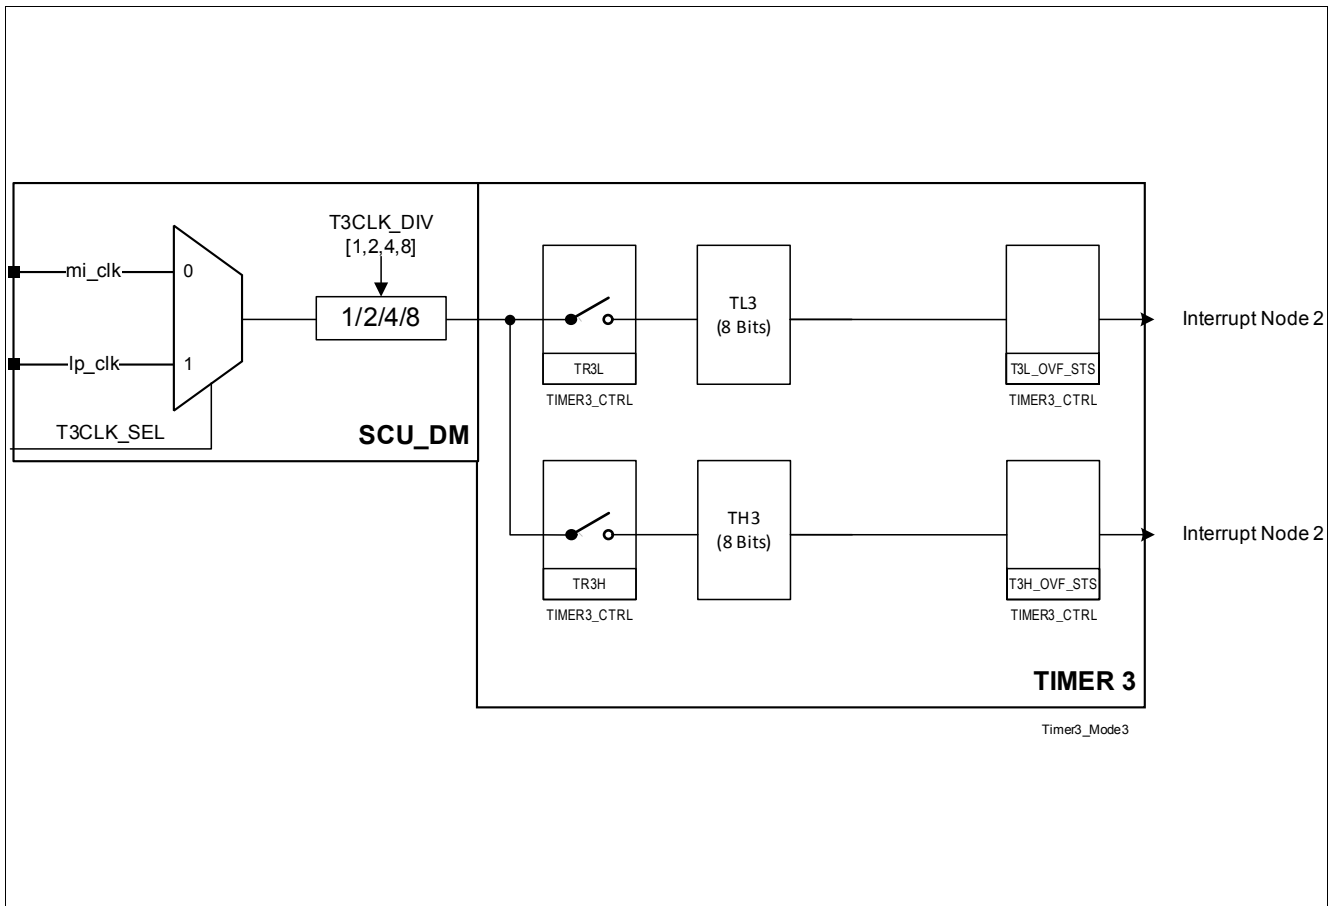 T3CLK_DIV
[1,2,4,8]
mi_clk
0
1/2/4/8
lp_clk
1
T3CLK_SEL
SCU_DM
TR3L
TIMER3_CTRL
TL3
(8 Bits)
T3L_OVF_STS
TIMER3_CTRL
Interrupt Node 2
TR3H
TIMER3_CTRL
TH3
(8 Bits)
T3H_OVF_STS
TIMER3_CTRL
Interrupt Node 2
TIMER 3
Timer3_Mode3